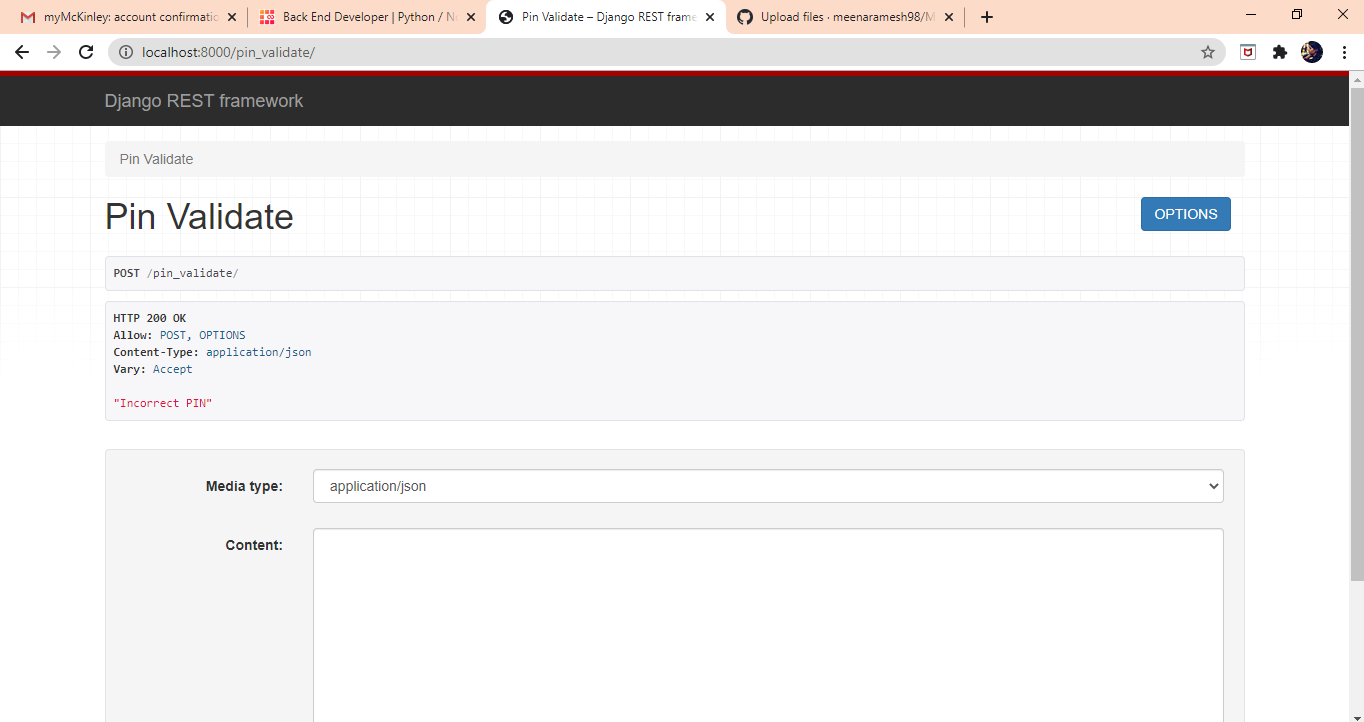 myMcKinley: account confirmatio
Back End Developer | Python / No
Pin Validate – Django REST frame
Upload files · meenaramesh98/M
localhost:8000/pin_validate/
Django REST framework
Pin Validate
Pin Validate
OPTIONS
POST /pin_validate/
HTTP 200 OK
Allow: POST, OPTIONS
Content-Type: application/json
Vary: Accept
"Incorrect PIN"
Media type:
application/json
Content: